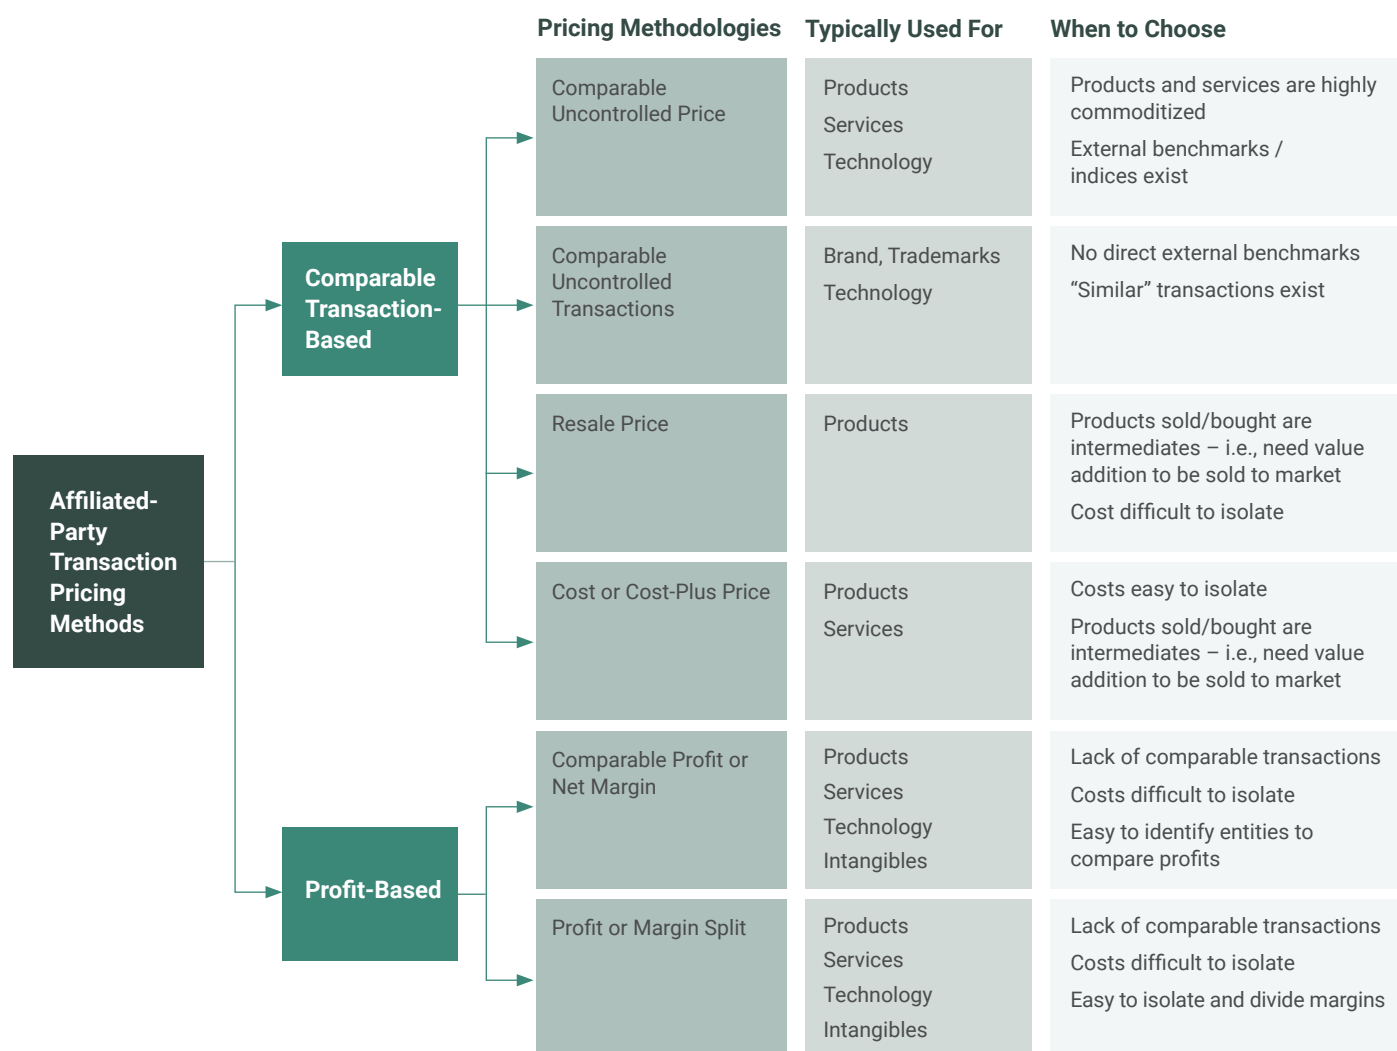 Pricing Methodologies
Typically Used For
When to Choose
Affiliated-
Party
Transaction
Pricing
Methods
Comparable
Transaction-
Based
Comparable
Uncontrolled Price
Products
Services
Technology
Products and services are highly
commoditized
External benchmarks /
indices exist
Comparable
Uncontrolled
Transactions
Brand, Trademarks
Technology
No direct external benchmarks
“Similar” transactions exist
Resale Price
Products
Products sold/bought are
intermediates – i.e., need value
addition to be sold to market
Cost difficult to isolate
Cost or Cost-Plus Price
Products
Services
Costs easy to isolate
Products sold/bought are
intermediates – i.e., need value
addition to be sold to market
Profit-Based
Comparable Profit or
Net Margin
Products
Services
Technology
Intangibles
Lack of comparable transactions
Costs difficult to isolate
Easy to identify entities to
compare profits
Profit or Margin Split
Products
Services
Technology
Intangibles
Lack of comparable transactions
Costs difficult to isolate
Easy to isolate and divide margins